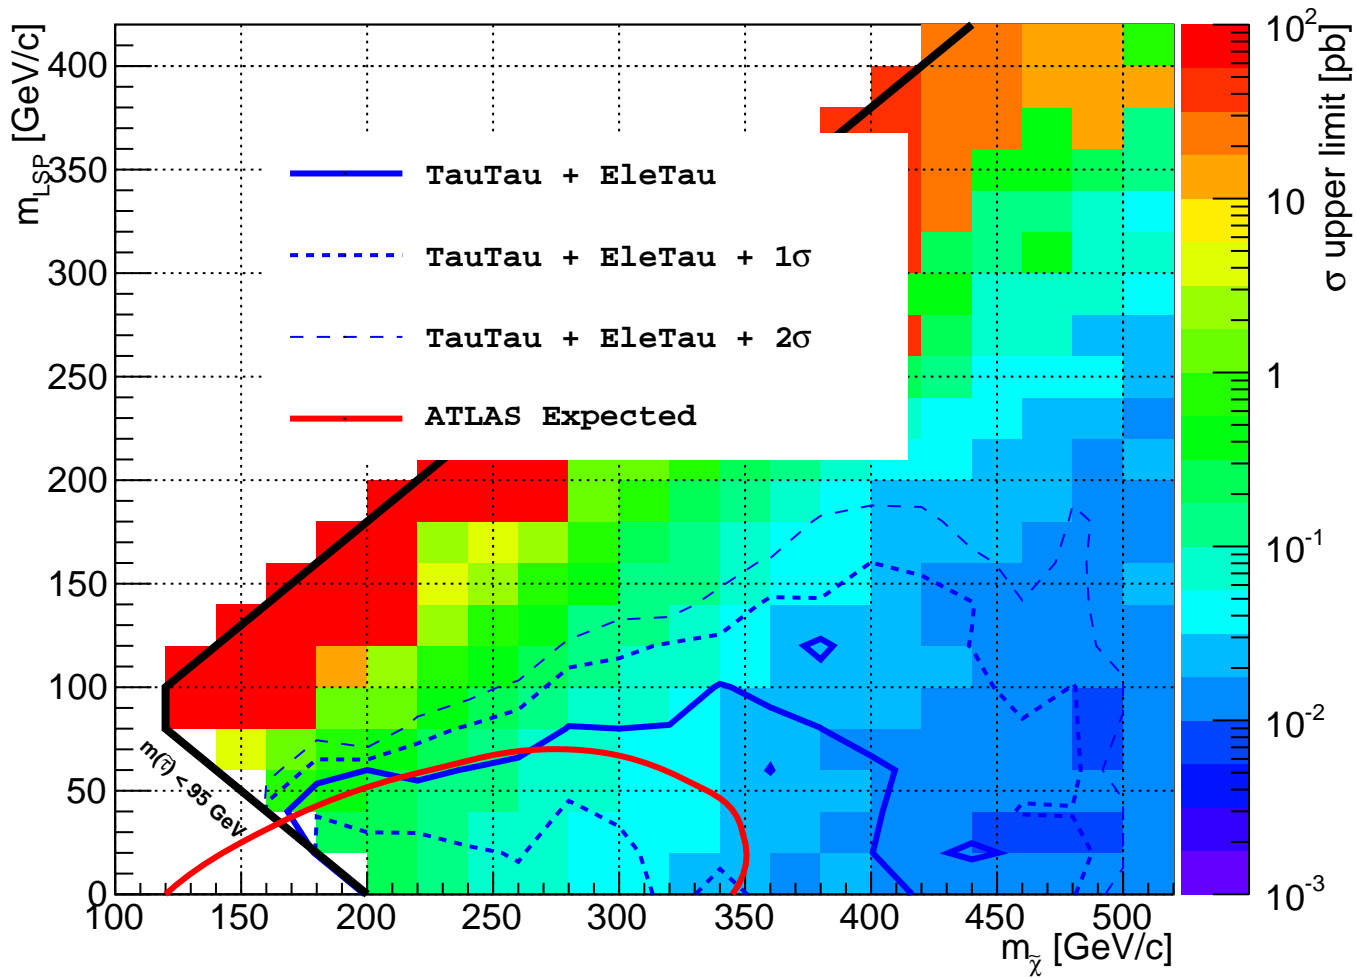 m_LSP [GeV/c]
400
350
300
250
200
150
100
50
0
TauTau + EleTau
TauTau + EleTau + 1σ
TauTau + EleTau + 2σ
ATLAS Expected
m(τ̃) < 95 GeV
100 150 200 250 300 350 400 450 500
m_χ̃ [GeV/c]
10²
10
1
10⁻¹
10⁻²
10⁻³
σ upper limit [pb]